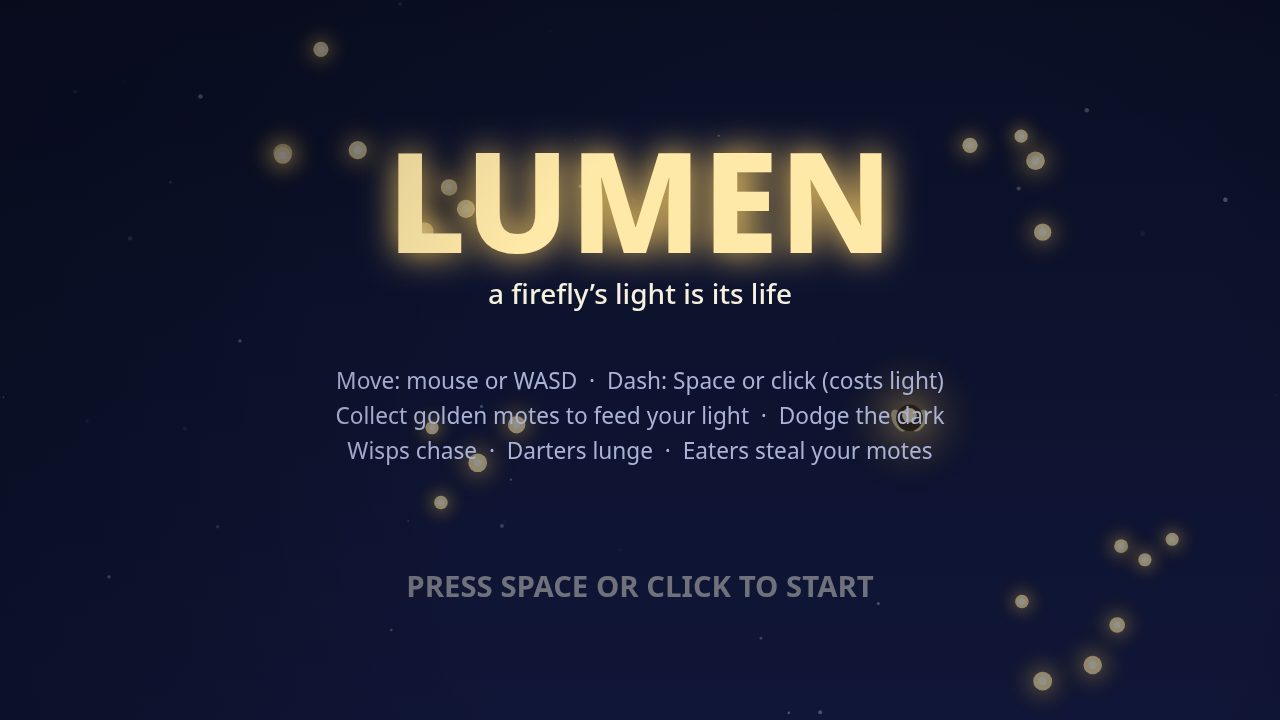 LUMEN
a firefly’s light is its life
Move: mouse or WASD · Dash: Space or click (costs light)
Collect golden motes to feed your light · Dodge the dark
Wisps chase · Darters lunge · Eaters steal your motes
PRESS SPACE OR CLICK TO START